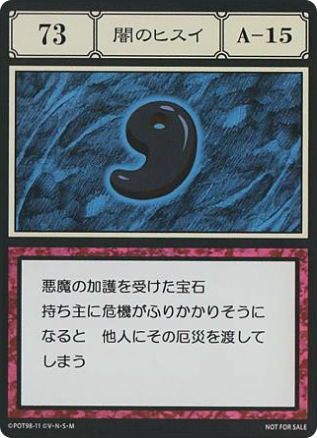 73
闇のヒスイ
A-15
悪魔の加護を受けた宝石
持ち主に危機がふりかかりそうに
なると　他人にその厄災を渡して
しまう
©POT98-11 ©V·N·S·M
NOT FOR SALE